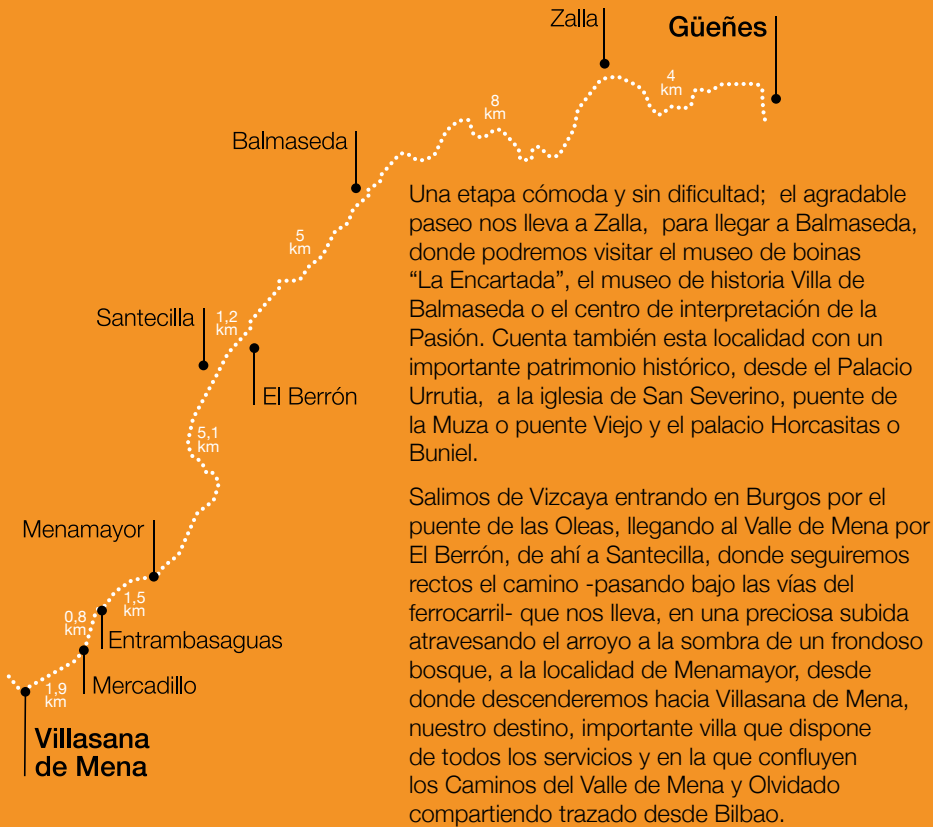 Zalla
Güeñes
4
km
8
km
Balmaseda
5
km
Santecilla
1,2
km
El Berrón
5,1
km
Menamayor
1,5
km
0,8
km
Entrambasaguas
Mercadillo
1,9
km
Villasana
de Mena
Una etapa cómoda y sin dificultad; el agradable
paseo nos lleva a Zalla, para llegar a Balmaseda,
donde podremos visitar el museo de boinas
“La Encartada”, el museo de historia Villa de
Balmaseda o el centro de interpretación de la
Pasión. Cuenta también esta localidad con un
importante patrimonio histórico, desde el Palacio
Urrutia, a la iglesia de San Severino, puente de
la Muza o puente Viejo y el palacio Horcasitas o
Buniel.
Salimos de Vizcaya entrando en Burgos por el
puente de las Oleas, llegando al Valle de Mena por
El Berrón, de ahí a Santecilla, donde seguiremos
rectos el camino -pasando bajo las vías del
ferrocarril- que nos lleva, en una preciosa subida
atravesando el arroyo a la sombra de un frondoso
bosque, a la localidad de Menamayor, desde
donde descenderemos hacia Villasana de Mena,
nuestro destino, importante villa que dispone
de todos los servicios y en la que confluyen
los Caminos del Valle de Mena y Olvidado
compartiendo trazado desde Bilbao.